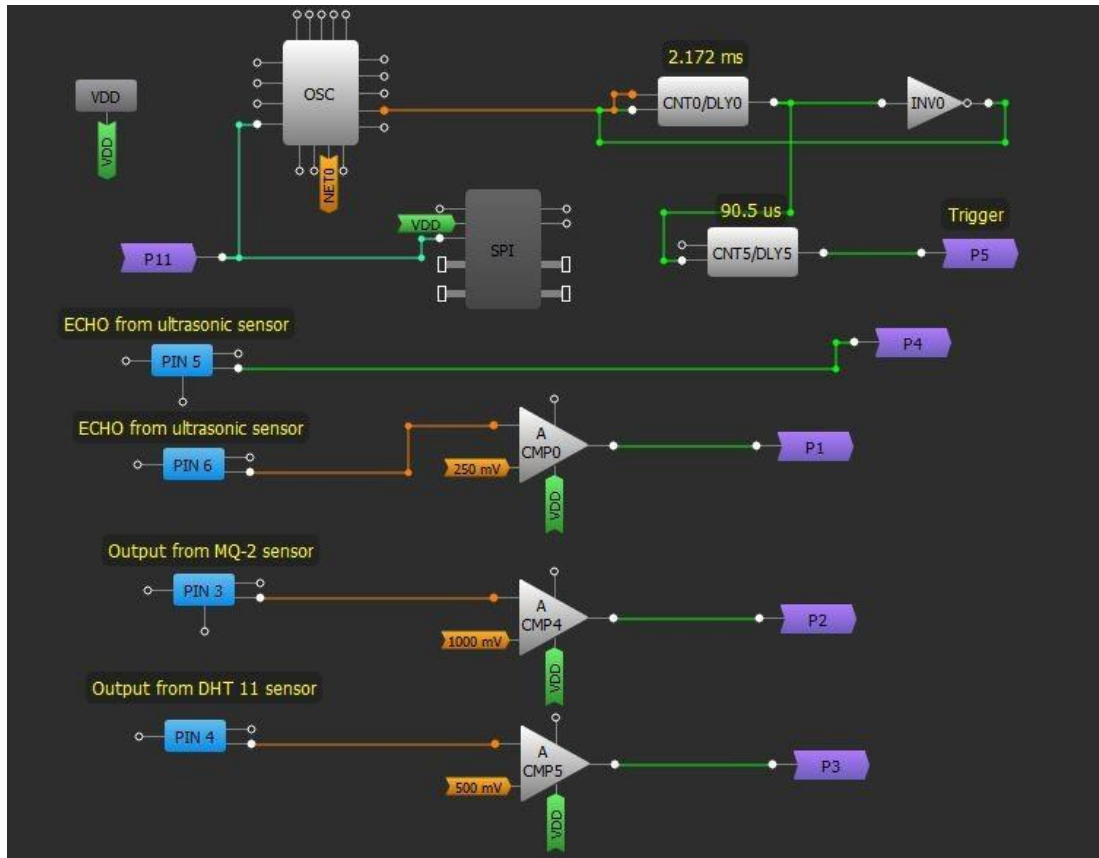 2.172 ms
VDD
OSC
CNT0/DLY0
INV0
VDD
NET0
VDD
90.5 us
Trigger
P11
SPI
CNT5/DLY5
P5
ECHO from ultrasonic sensor
PIN 5
P4
ECHO from ultrasonic sensor
A
CMP0
PIN 6
250 mV
P1
VDD
Output from MQ-2 sensor
PIN 3
A
CMP4
1000 mV
P2
VDD
Output from DHT 11 sensor
PIN 4
A
CMP5
500 mV
P3
VDD